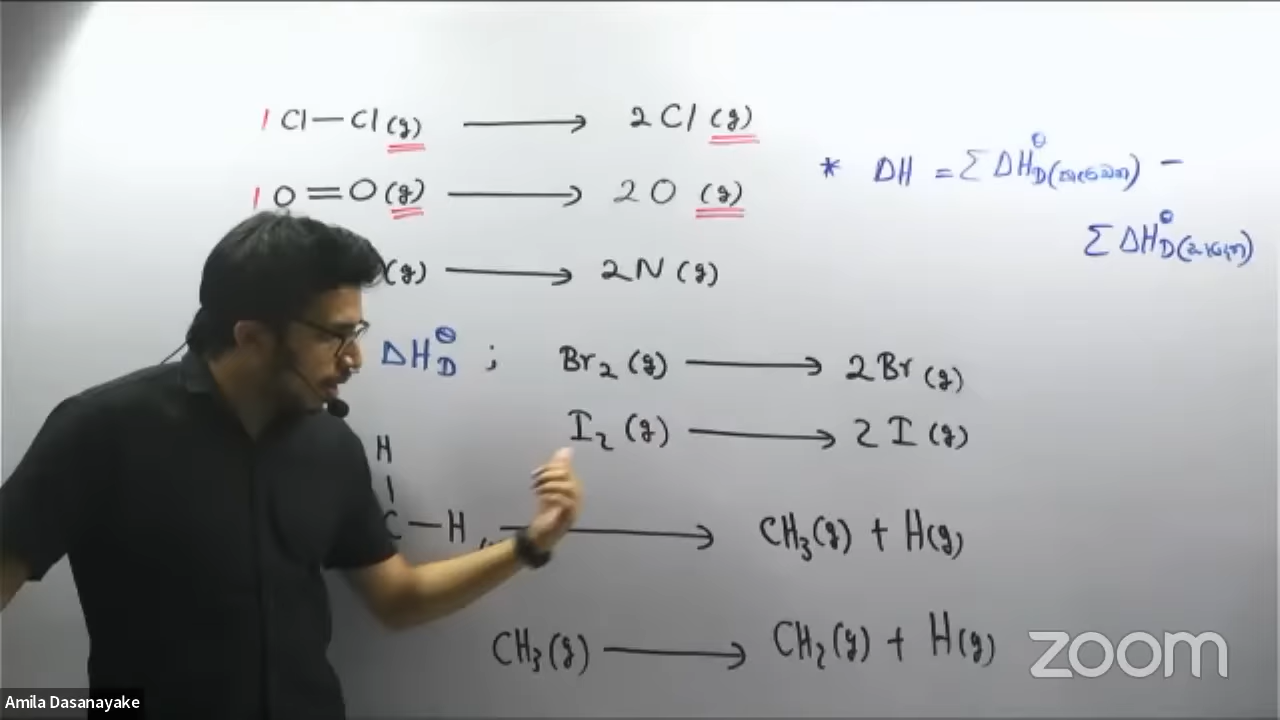 1 Cl—Cl(g) ⟶ 2Cl(g)
1 O=O(g) ⟶ 2O(g)
(g) ⟶ 2N(g)
* ΔH = Σ ΔH°D( ) −
Σ ΔH°D( )
ΔH°D ; Br₂(g) ⟶ 2Br(g)
I₂(g) ⟶ 2I(g)
H
|
C—H ⟶ CH₃(g) + H(g)
CH₃(g) ⟶ CH₂(g) + H(g)
zoom
Amila Dasanayake